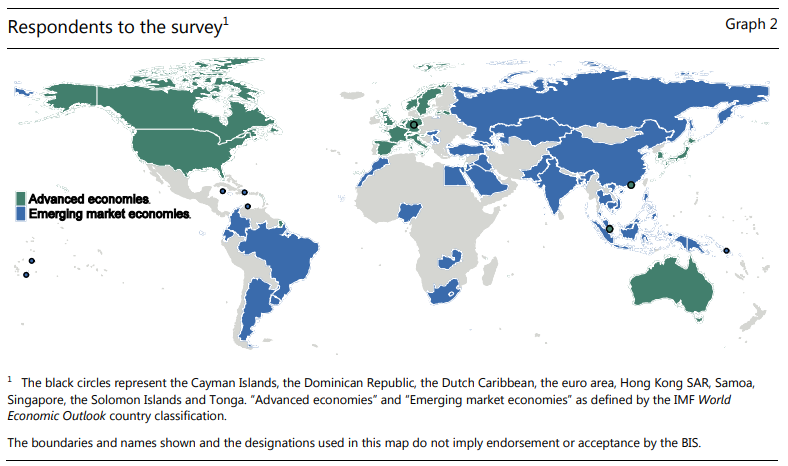 Respondents to the survey1
Graph 2
Advanced economies.
Emerging market economies.
1 The black circles represent the Cayman Islands, the Dominican Republic, the Dutch Caribbean, the euro area, Hong Kong SAR, Samoa,
Singapore, the Solomon Islands and Tonga. “Advanced economies” and “Emerging market economies” as defined by the IMF World
Economic Outlook country classification.
The boundaries and names shown and the designations used in this map do not imply endorsement or acceptance by the BIS.